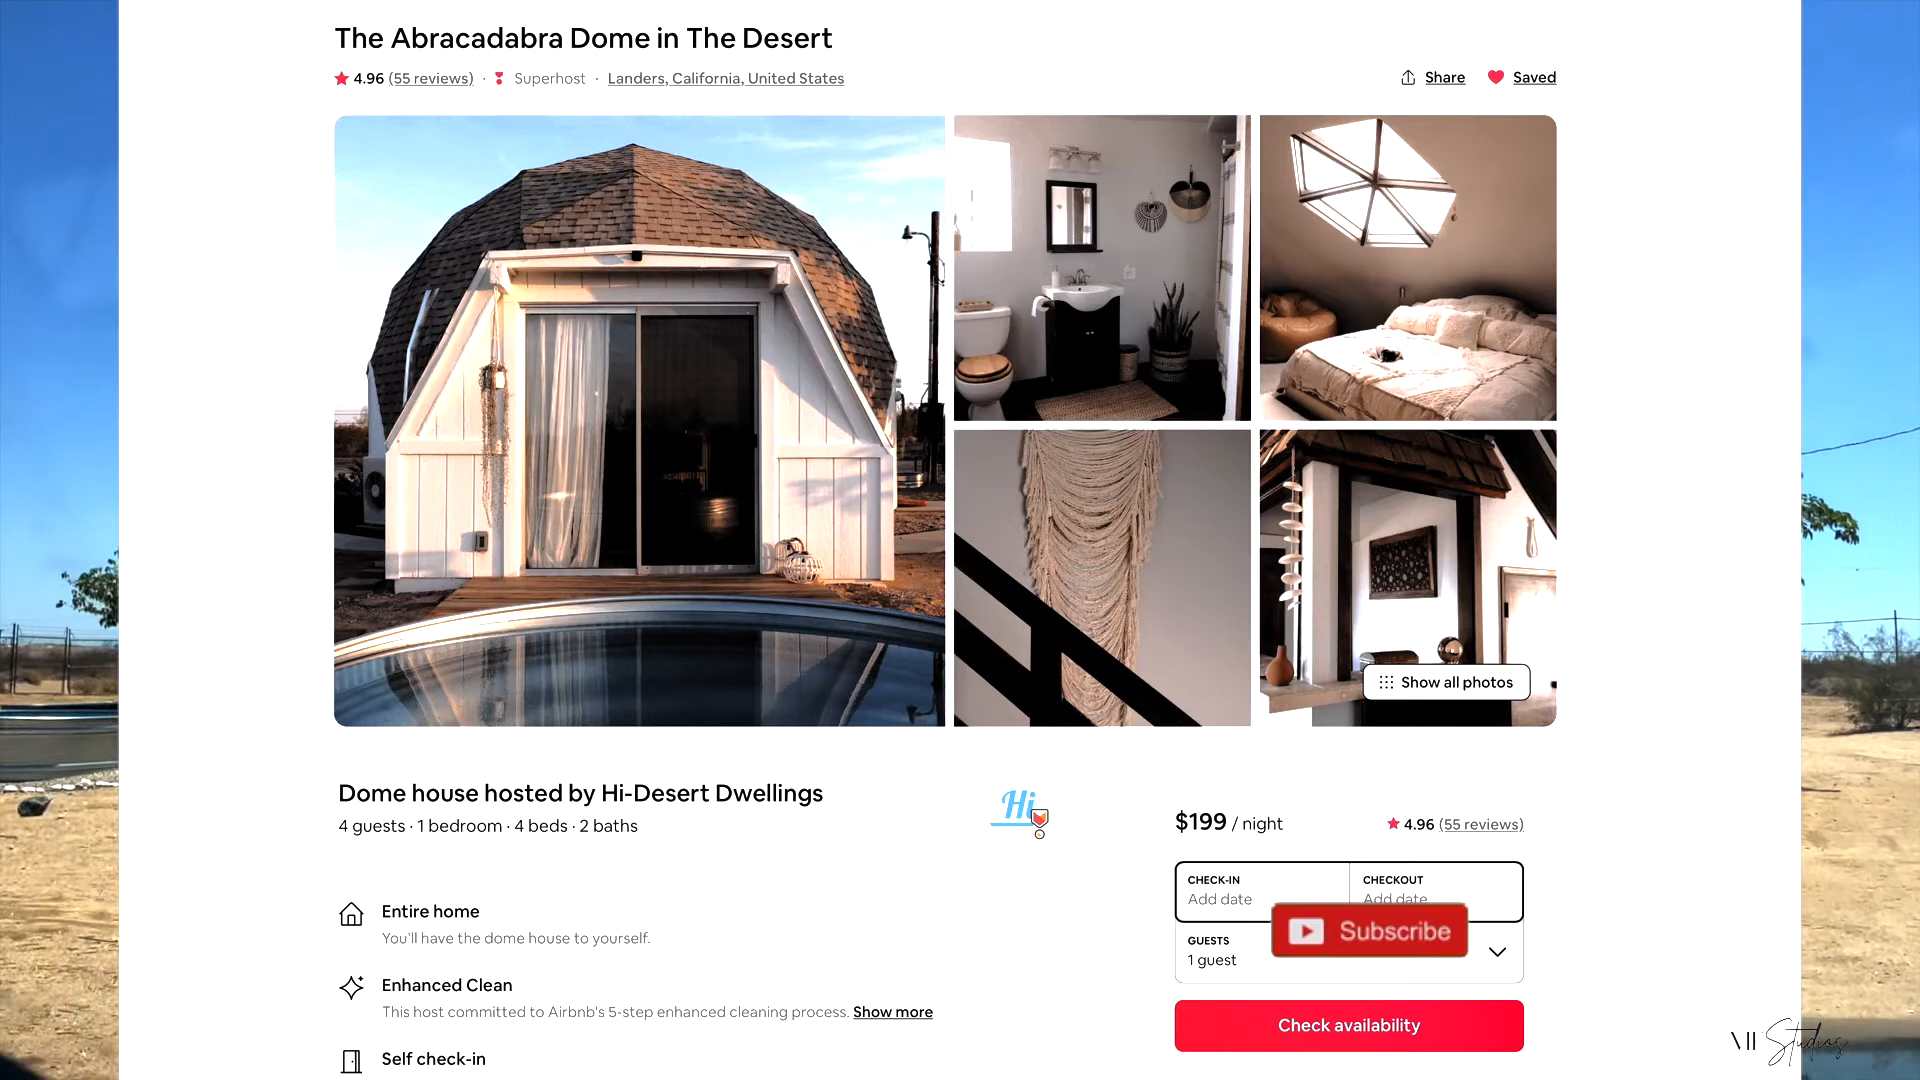 The Abracadabra Dome in The Desert
4.96 (55 reviews) · Superhost · Landers, California, United States
Share
Saved
Show all photos
Dome house hosted by Hi-Desert Dwellings
4 guests · 1 bedroom · 4 beds · 2 baths
Hi
$199 / night
4.96 (55 reviews)
CHECK-IN
Add date
CHECKOUT
Add date
Subscribe
GUESTS
1 guest
Check availability
Entire home
You'll have the dome house to yourself.
Enhanced Clean
This host committed to Airbnb's 5-step enhanced cleaning process. Show more
Self check-in
VII Studios